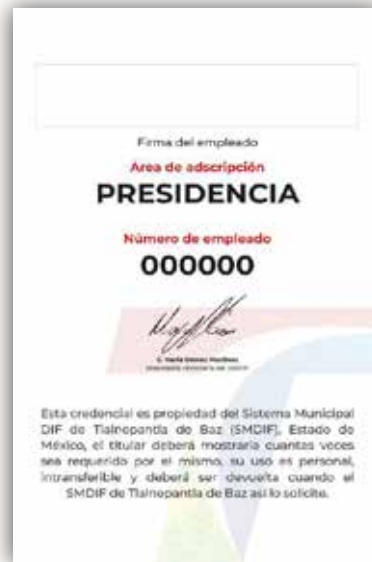 Firma del empleado
Área de adscripción
PRESIDENCIA
Número de empleado
000000
Esta credencial es propiedad del Sistema Municipal
DIF de Tlalnepantla de Baz (SMDIF), Estado de
México, el titular deberá mostrarla cuantas veces
sea requerido por el mismo, su uso es personal,
intransferible y deberá ser devuelta cuando el
SMDIF de Tlalnepantla de Baz así lo solicite.